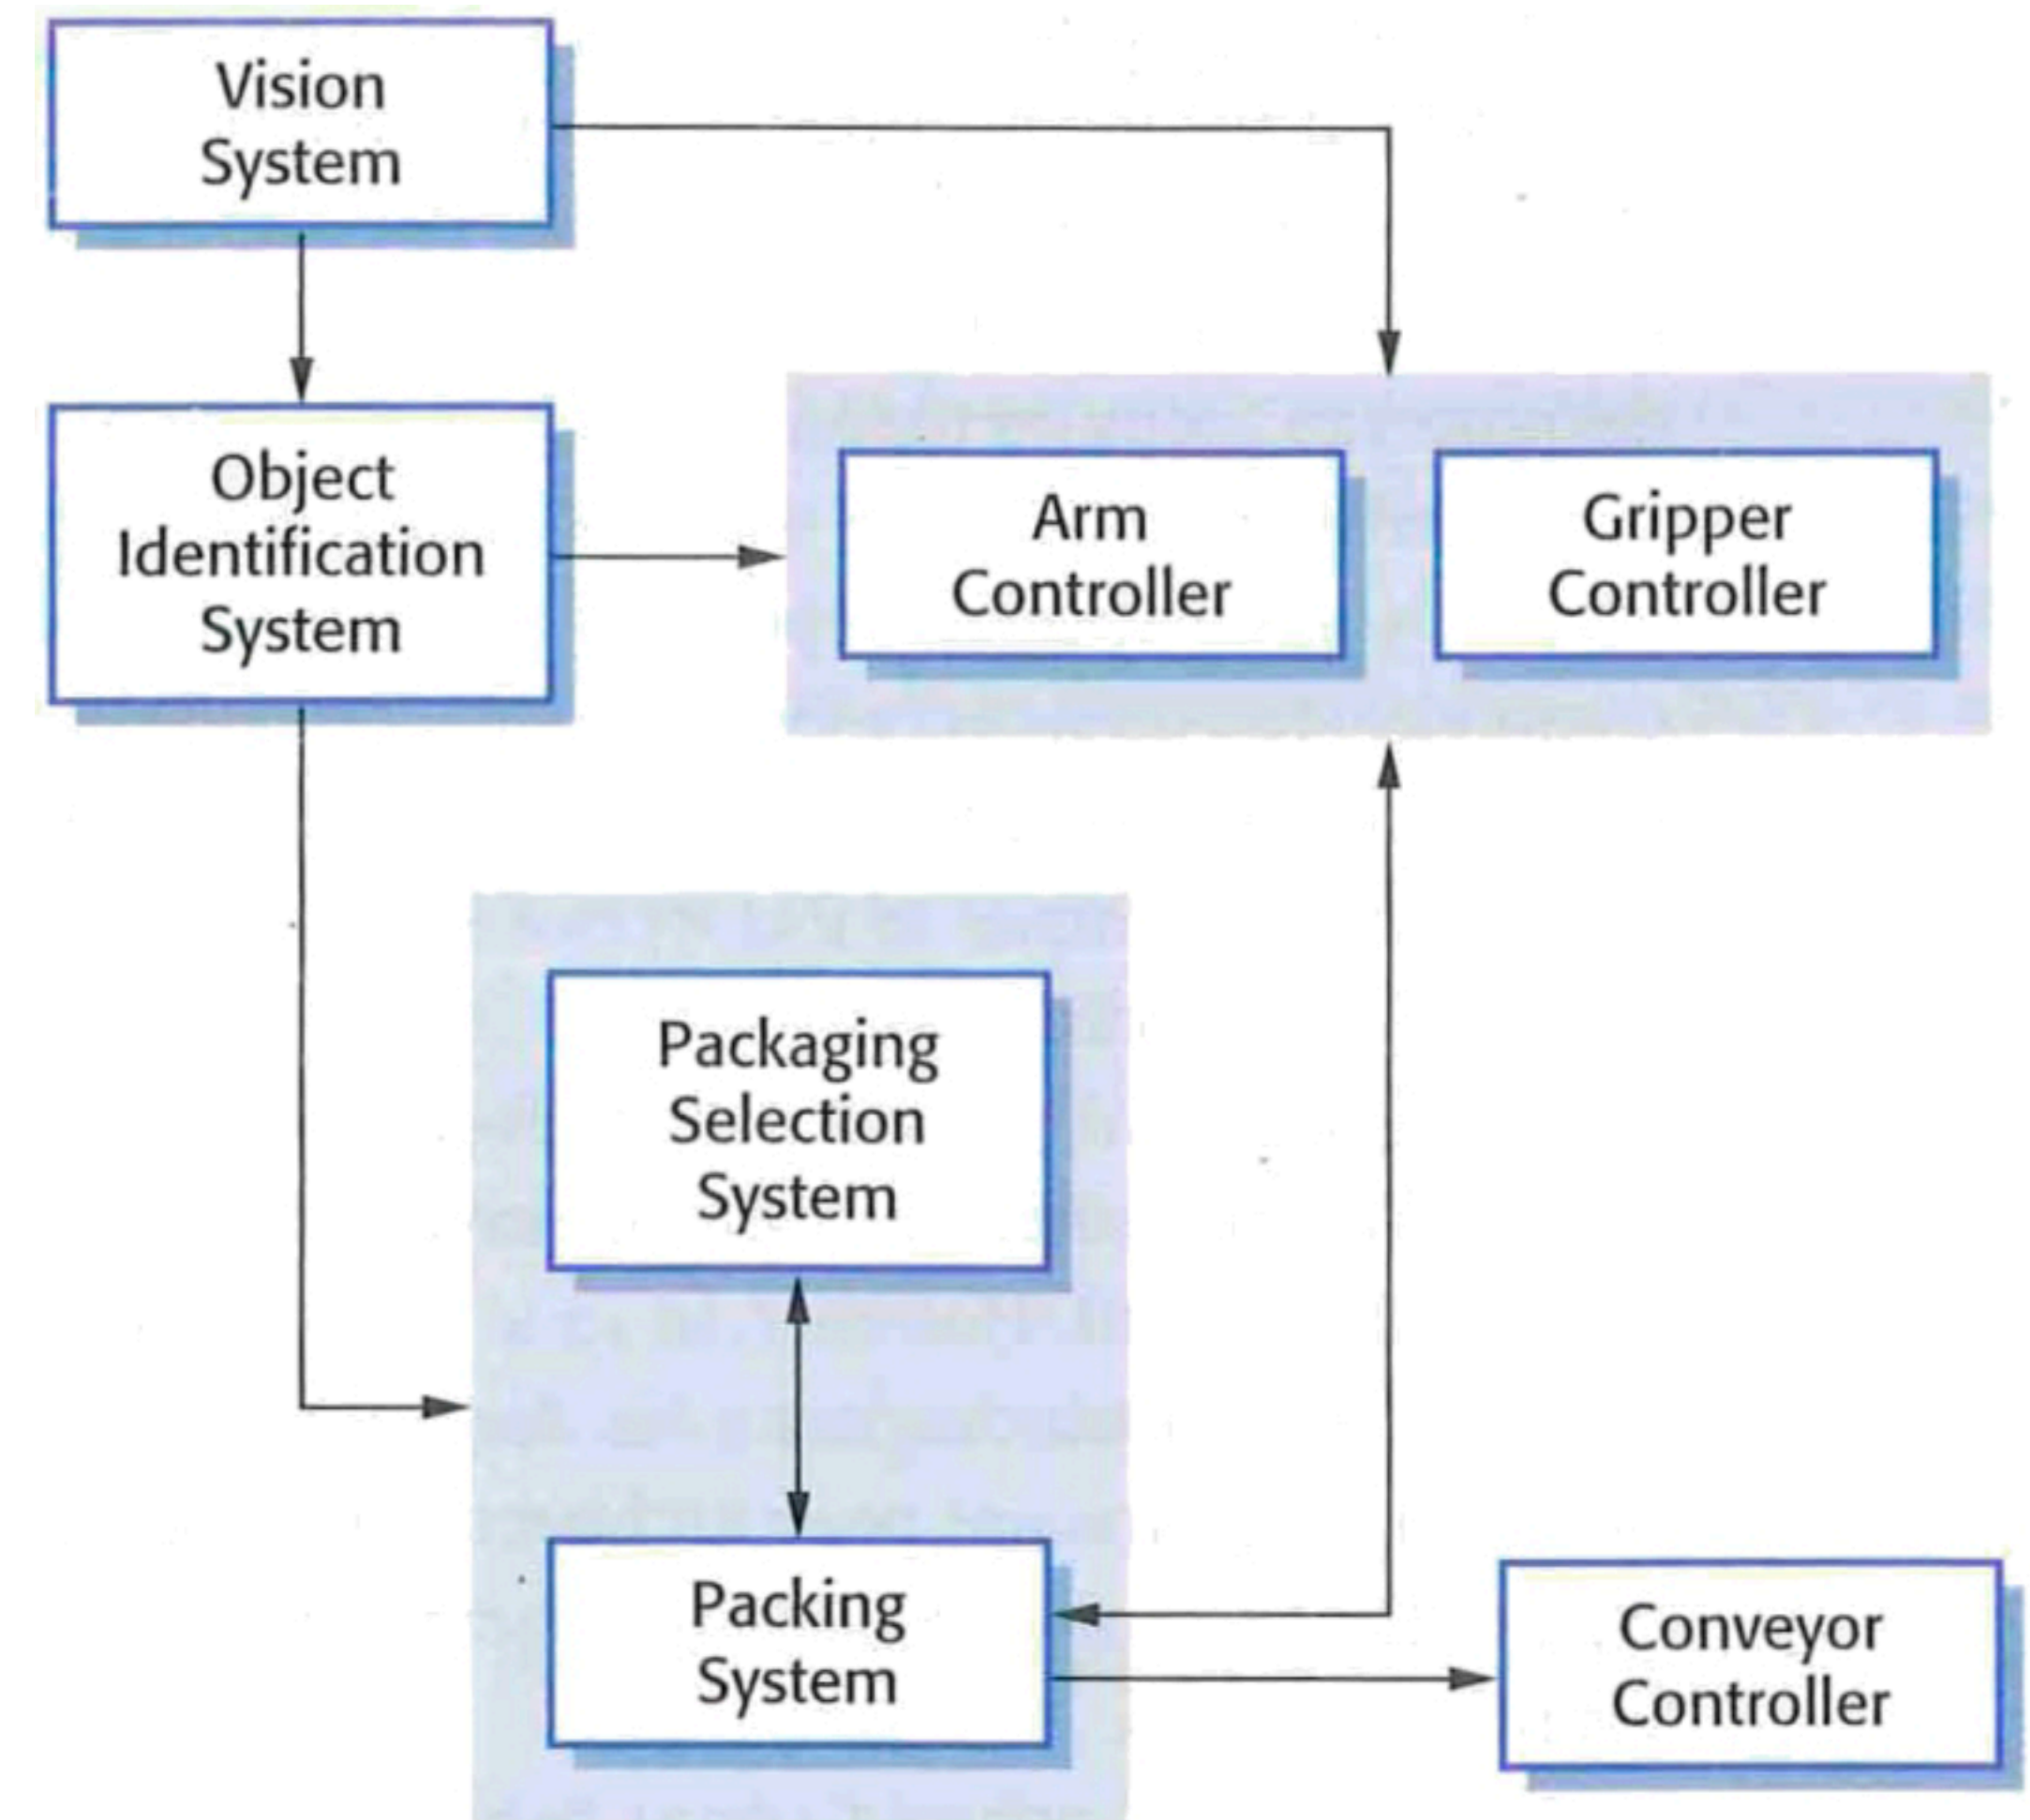 Vision
System
Object
Identification
System
Arm
Controller
Gripper
Controller
Packaging
Selection
System
Packing
System
Conveyor
Controller